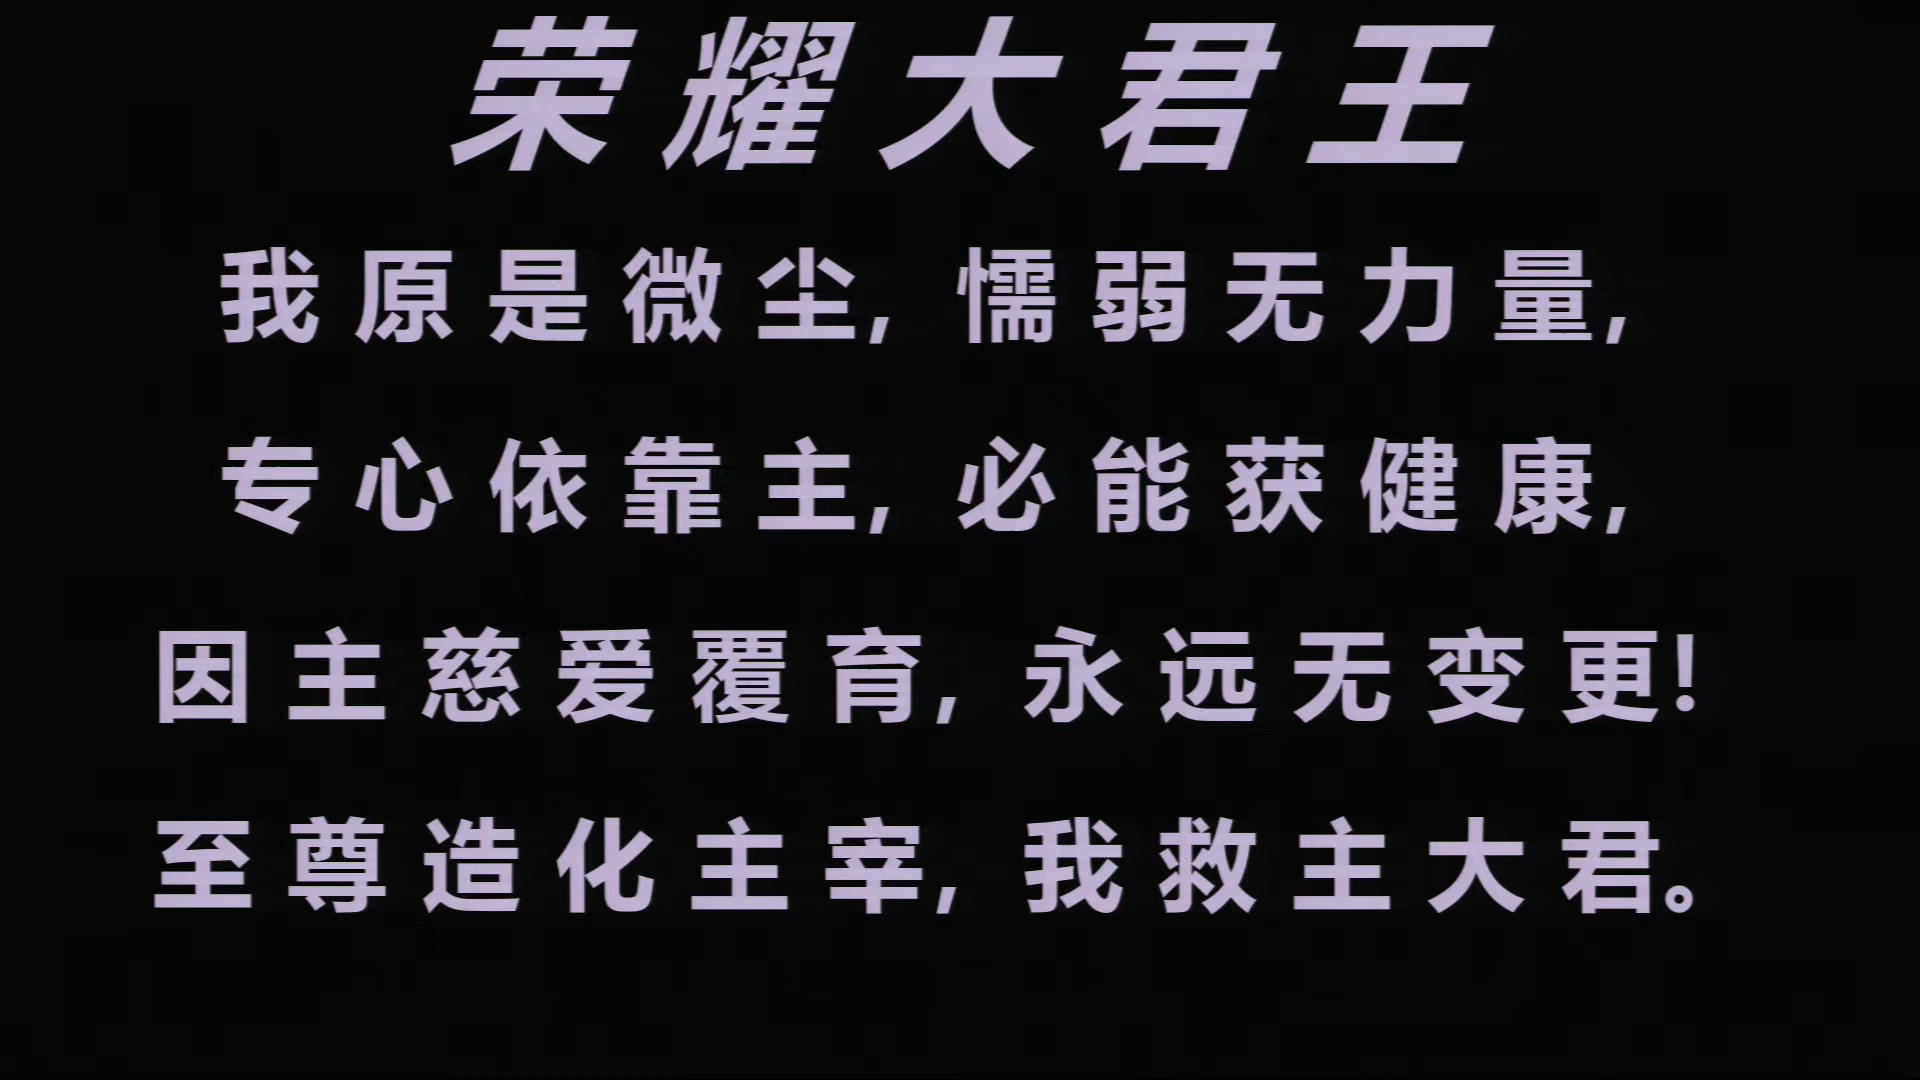 荣耀大君王
我原是微尘，懦弱无力量，
专心依靠主，必能获健康，
因主慈爱覆育，永远无变更！
至尊造化主宰，我救主大君。